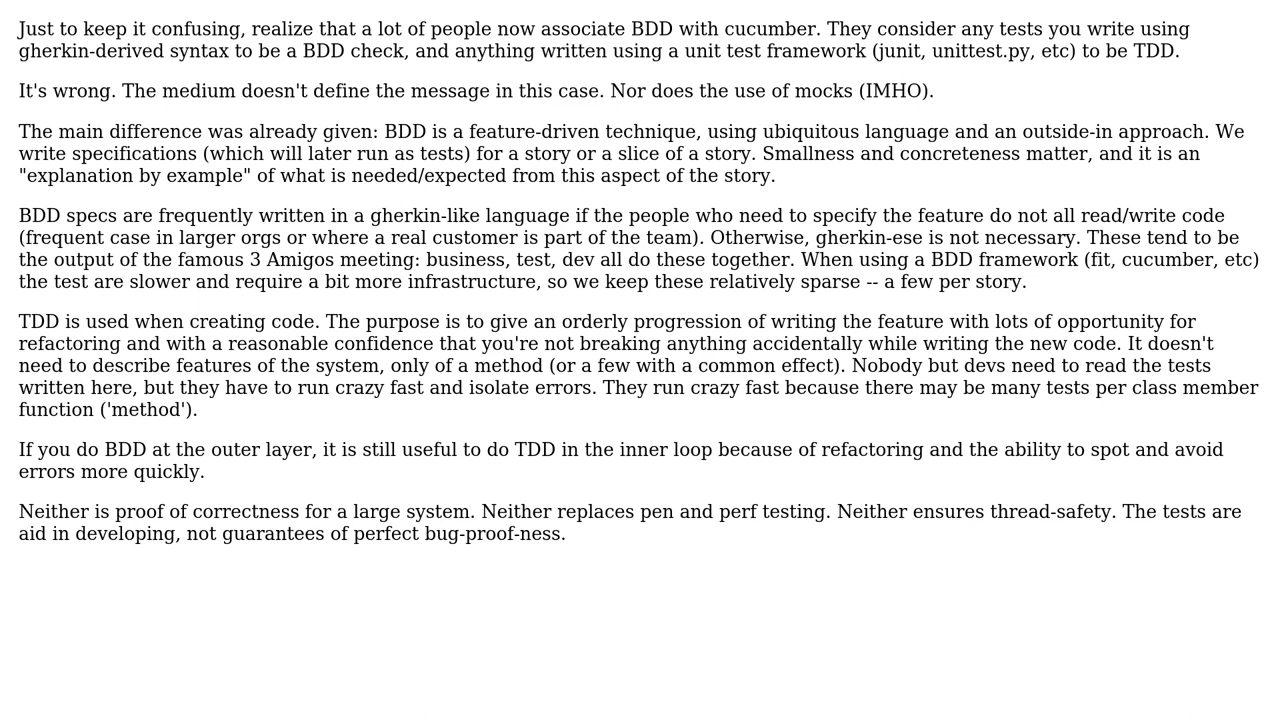 Just to keep it confusing, realize that a lot of people now associate BDD with cucumber. They consider any tests you write using
gherkin-derived syntax to be a BDD check, and anything written using a unit test framework (junit, unittest.py, etc) to be TDD.
It's wrong. The medium doesn't define the message in this case. Nor does the use of mocks (IMHO).
The main difference was already given: BDD is a feature-driven technique, using ubiquitous language and an outside-in approach. We
write specifications (which will later run as tests) for a story or a slice of a story. Smallness and concreteness matter, and it is an
"explanation by example" of what is needed/expected from this aspect of the story.
BDD specs are frequently written in a gherkin-like language if the people who need to specify the feature do not all read/write code
(frequent case in larger orgs or where a real customer is part of the team). Otherwise, gherkin-ese is not necessary. These tend to be
the output of the famous 3 Amigos meeting: business, test, dev all do these together. When using a BDD framework (fit, cucumber, etc)
the test are slower and require a bit more infrastructure, so we keep these relatively sparse -- a few per story.
TDD is used when creating code. The purpose is to give an orderly progression of writing the feature with lots of opportunity for
refactoring and with a reasonable confidence that you're not breaking anything accidentally while writing the new code. It doesn't
need to describe features of the system, only of a method (or a few with a common effect). Nobody but devs need to read the tests
written here, but they have to run crazy fast and isolate errors. They run crazy fast because there may be many tests per class member
function ('method').
If you do BDD at the outer layer, it is still useful to do TDD in the inner loop because of refactoring and the ability to spot and avoid
errors more quickly.
Neither is proof of correctness for a large system. Neither replaces pen and perf testing. Neither ensures thread-safety. The tests are
aid in developing, not guarantees of perfect bug-proof-ness.